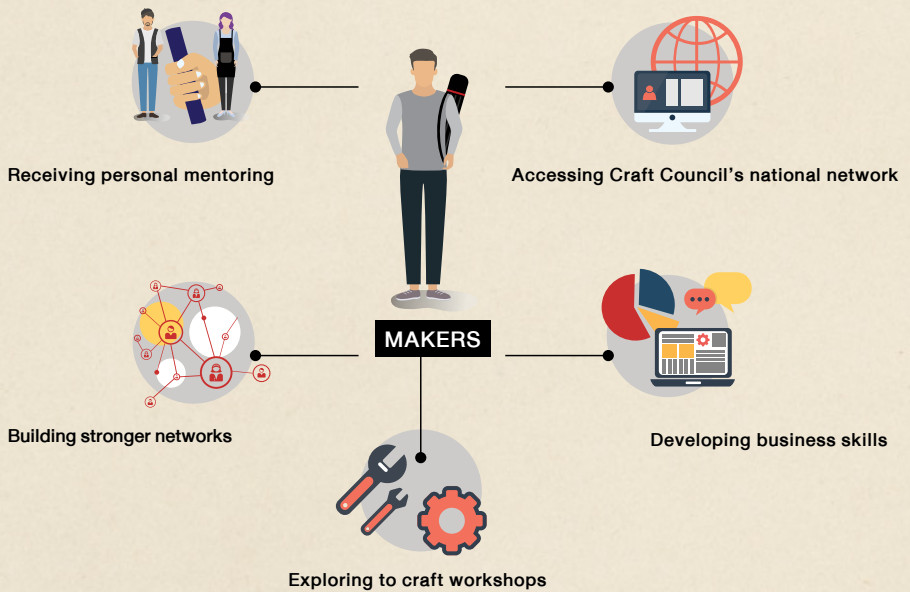 Receiving personal mentoring
Accessing Craft Council's national network
MAKERS
Building stronger networks
Developing business skills
Exploring to craft workshops